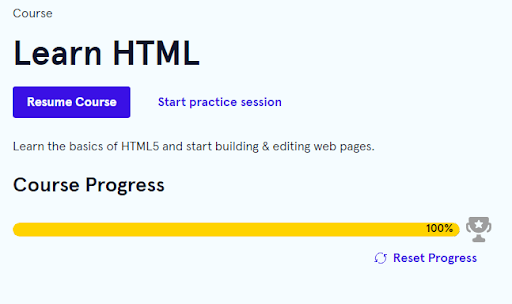 Course
Learn HTML
Resume Course Start practice session
Learn the basics of HTML5 and start building & editing web pages.
Course Progress
100%
Reset Progress